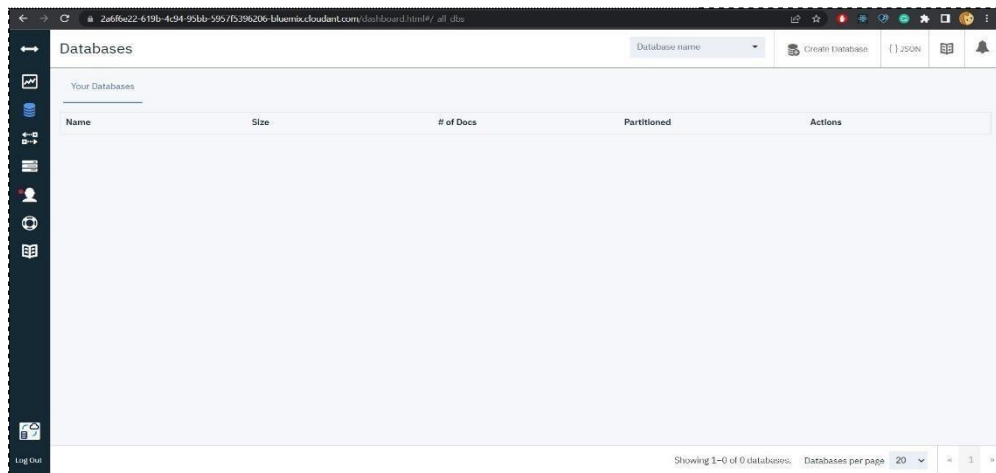 2a6f6e22-619b-4c94-95bb-5957f5396206-bluemix.cloudant.com/dashboard.html#/_all_dbs
Databases
Database name
Create Database
{ } JSON
Your Databases
Name Size # of Docs Partitioned Actions
Log Out
Showing 1–0 of 0 databases. Databases per page 20 « 1 »